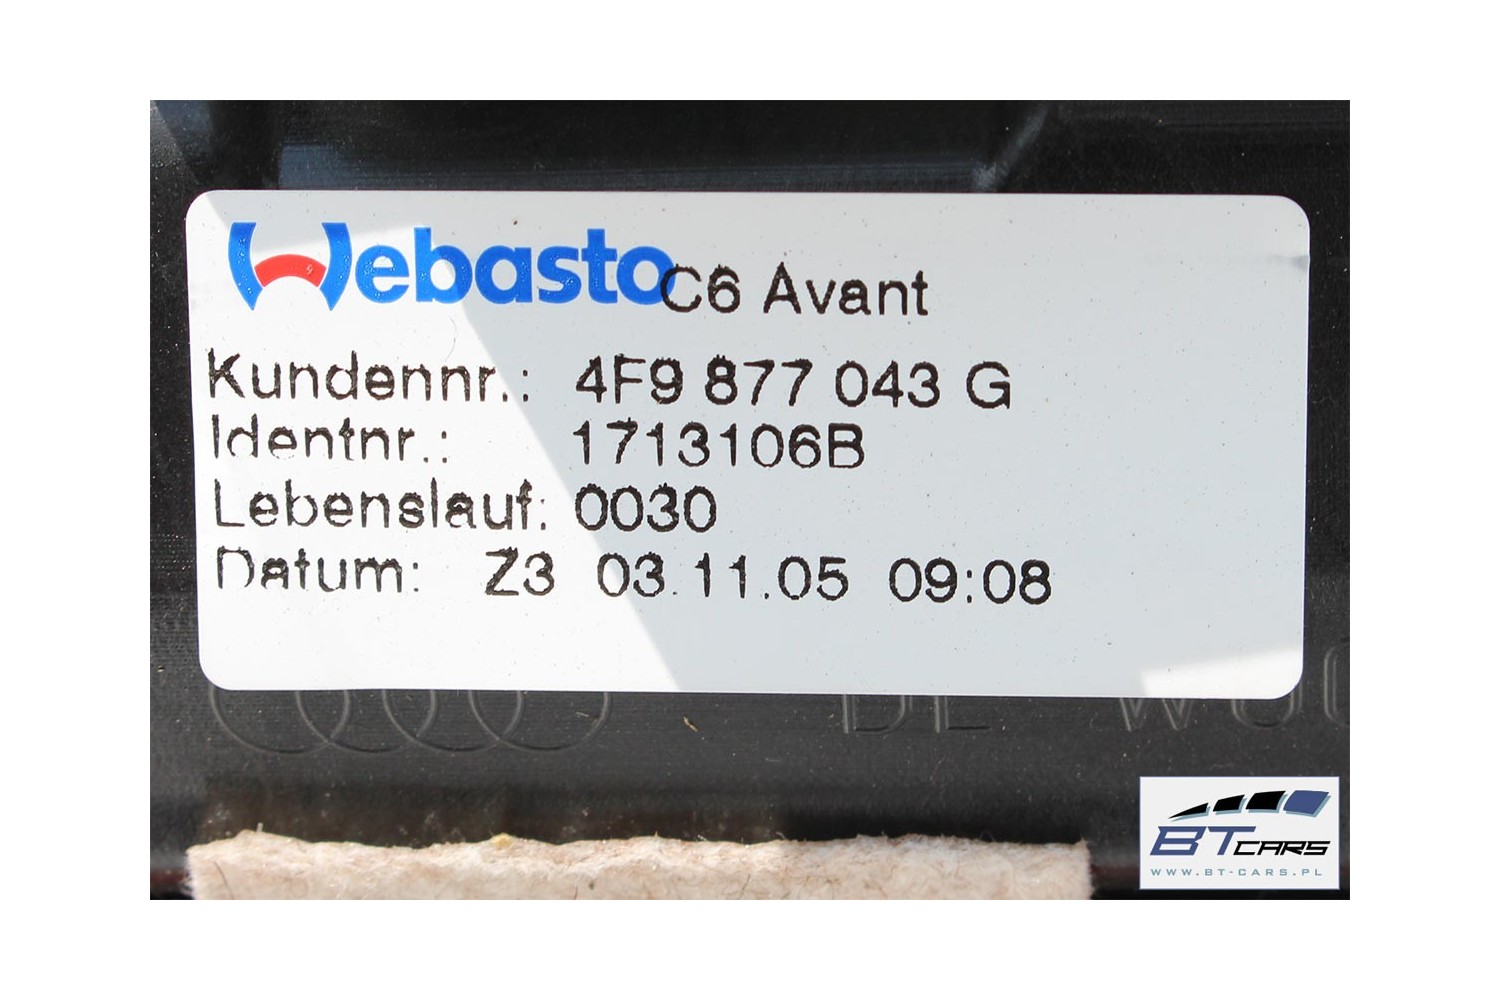 Webasto C6 Avant
Kundennr.: 4F9 877 043 G
Identnr.: 1713106B
Lebenslauf: 0030
Datum: Z3 03.11.05 09:08
BT CARS
WWW.BT-CARS.PL